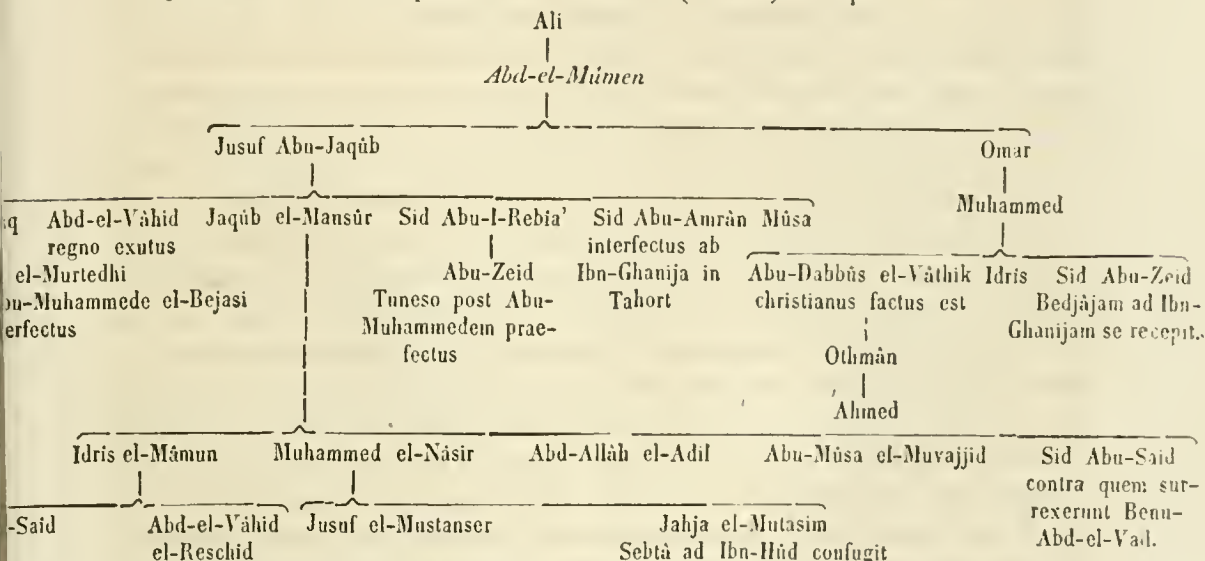 Ali
Abd-el-Múmen
Jusuf Abu-Jaqûb Omar
Muhammed
Abd-el-Vâhid Jaqûb el-Mansûr Sid Abu-l-Rebia' Sid Abu-Amrân Mûsa
regno exutus interfectus ab
el-Murtedhi Abu-Zeid Ibn-Ghanija in Abu-Dabbûs el-Vâthik Idris Sid Abu-Zeid
Muhammede el-Bejasi Tuneso post Abu- Tahort christianus factus est Bedjâjam ad Ibn-
erfectus Muhammedem prae- Ghanijam se recepit.
fectus Othmân
Ahmed
Idris el-Mâmun Muhammed el-Nâsir Abd-Allâh el-Adil Abu-Mûsa el-Muvajjid Sid Abu-Said
contra quem sur-
rexerunt Benu-
-Said Abd-el-Vâhid Jusuf el-Mustanser Jahja el-Mutasim Abd-el-Vad.
el-Reschid Sebtâ ad Ibn-Hûd confugit